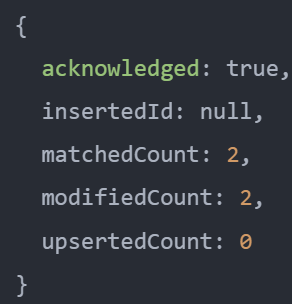 {
acknowledged: true,
insertedId: null,
matchedCount: 2,
modifiedCount: 2,
upsertedCount: 0
}